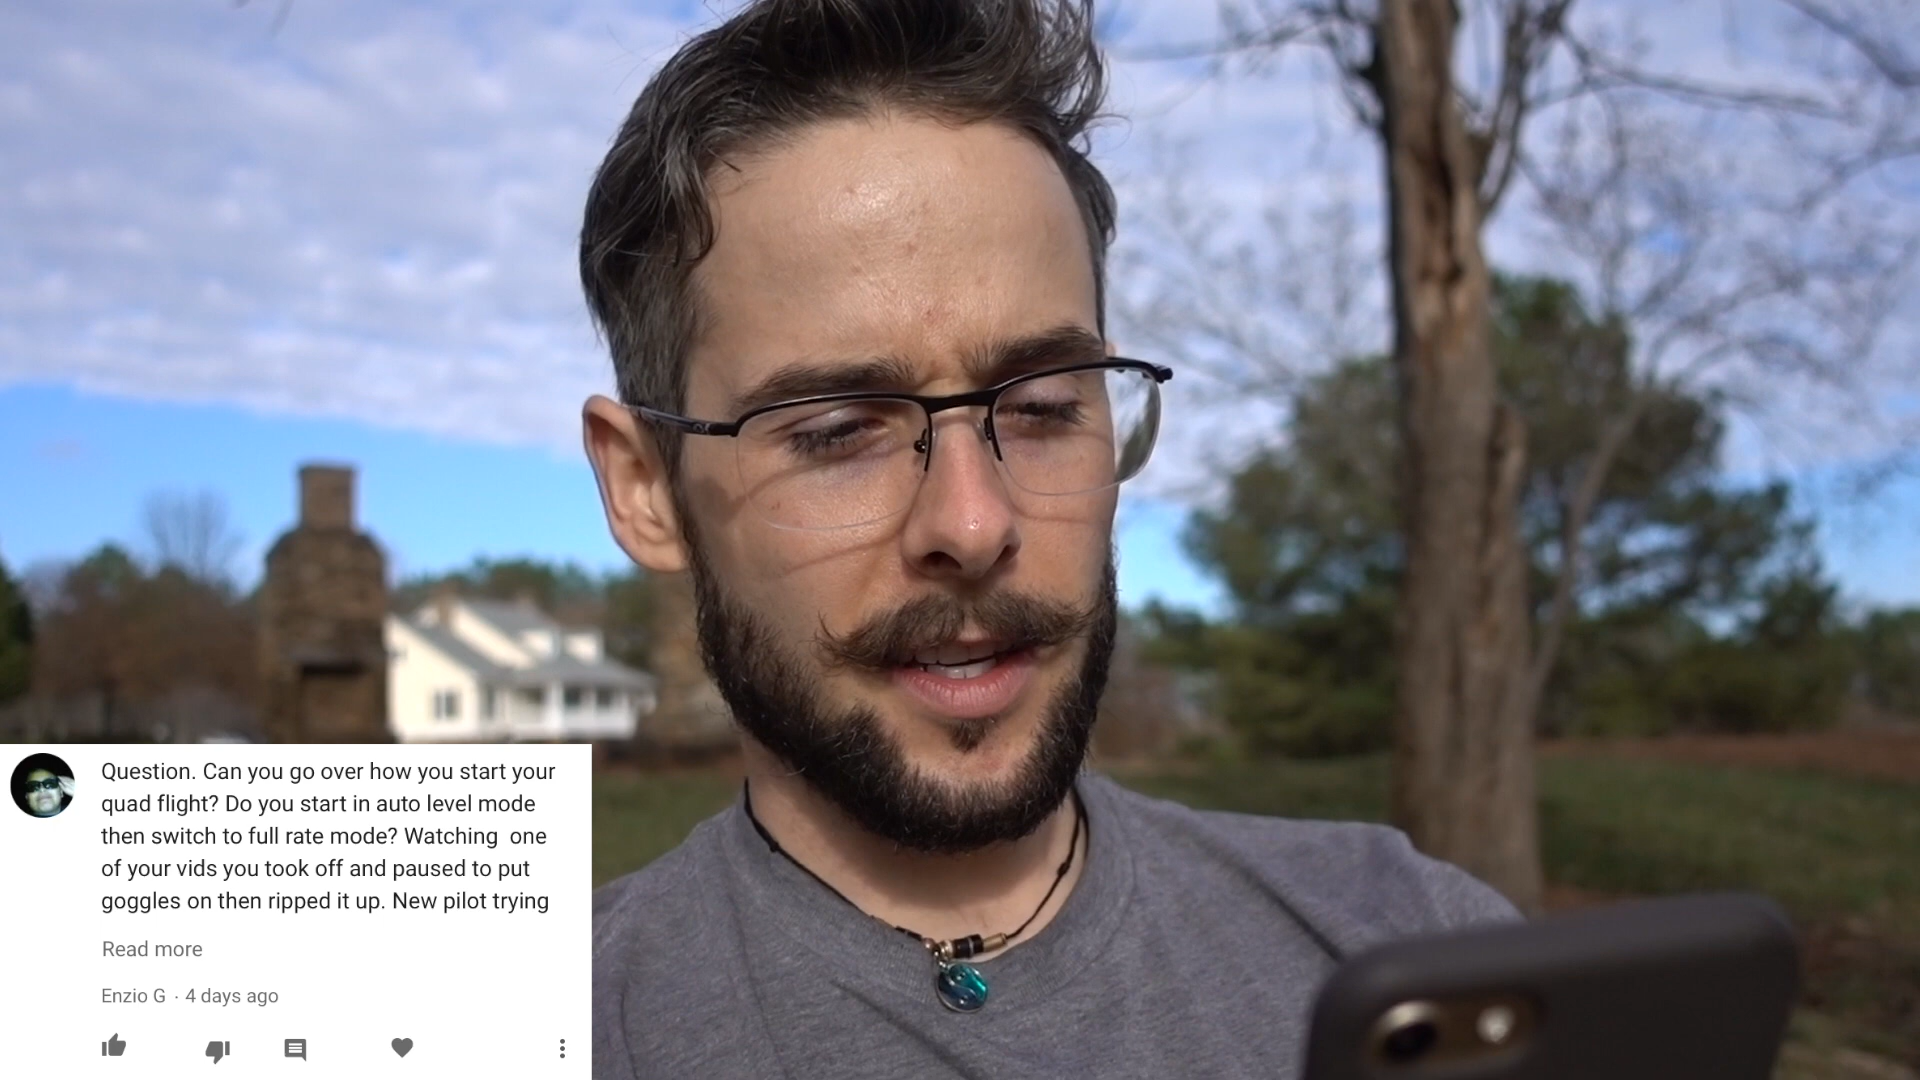 Question. Can you go over how you start your
quad flight? Do you start in auto level mode
then switch to full rate mode? Watching one
of your vids you took off and paused to put
goggles on then ripped it up. New pilot trying
Read more
Enzio G · 4 days ago